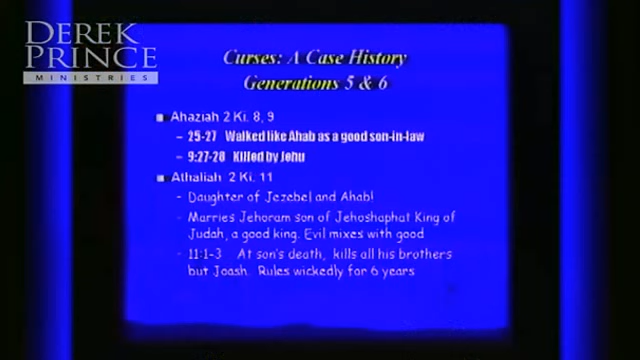 DEREK
PRINCE
MINISTRIES
Curses: A Case History
Generations 5 & 6
Ahaziah 2 Ki. 8, 9
– 25-27 Walked like Ahab as a good son-in-law
– 9:27-28 Killed by Jehu
Athaliah 2 Ki. 11
- Daughter of Jezebel and Ahab!
- Marries Jehoram son of Jehoshaphat King of
Judah, a good king. Evil mixes with good
- 11:1-3 At son's death, kills all his brothers
but Joash. Rules wickedly for 6 years